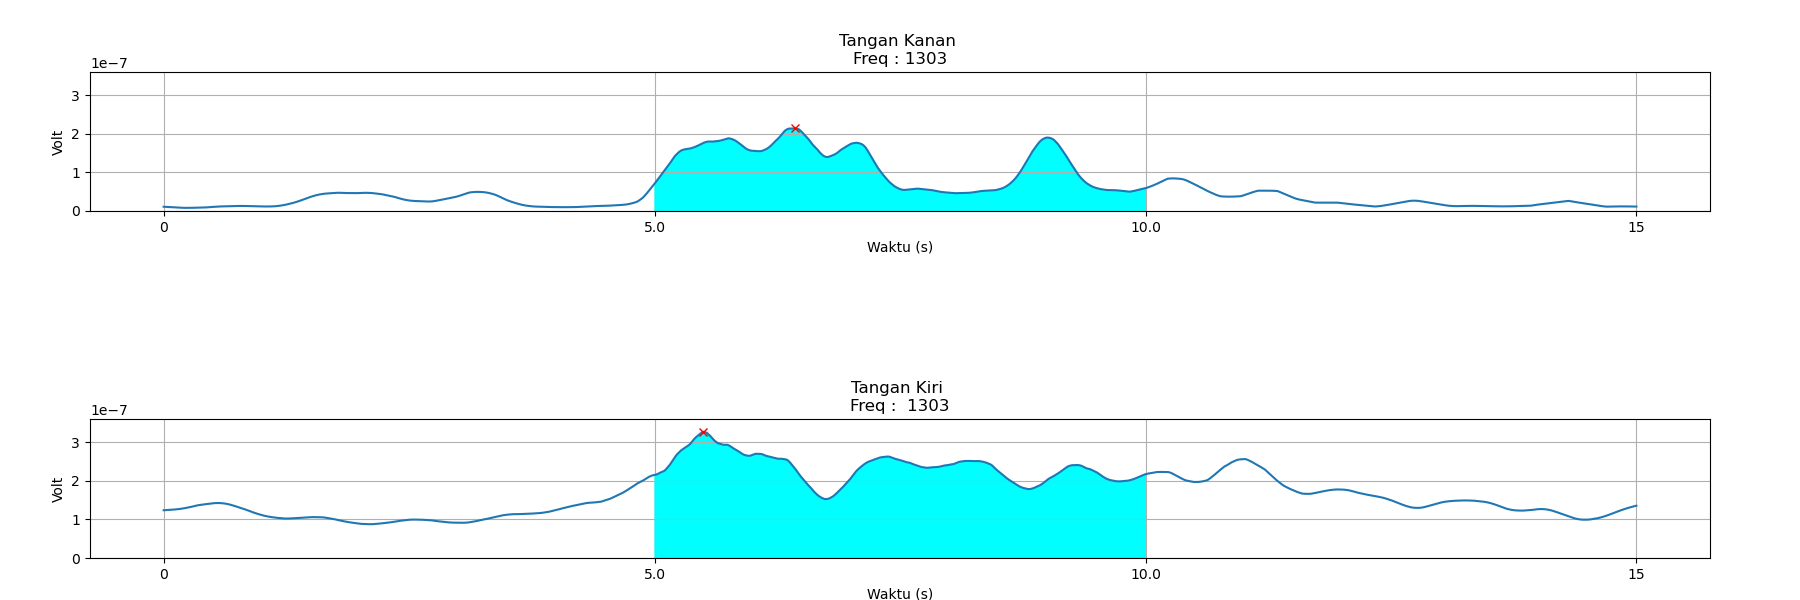 Tangan Kanan
Freq : 1303
1e−7
3
2
1
0
Volt
0 5.0 10.0 15
Waktu (s)
Tangan Kiri
Freq :  1303
1e−7
3
2
1
0
Volt
0 5.0 10.0 15
Waktu (s)